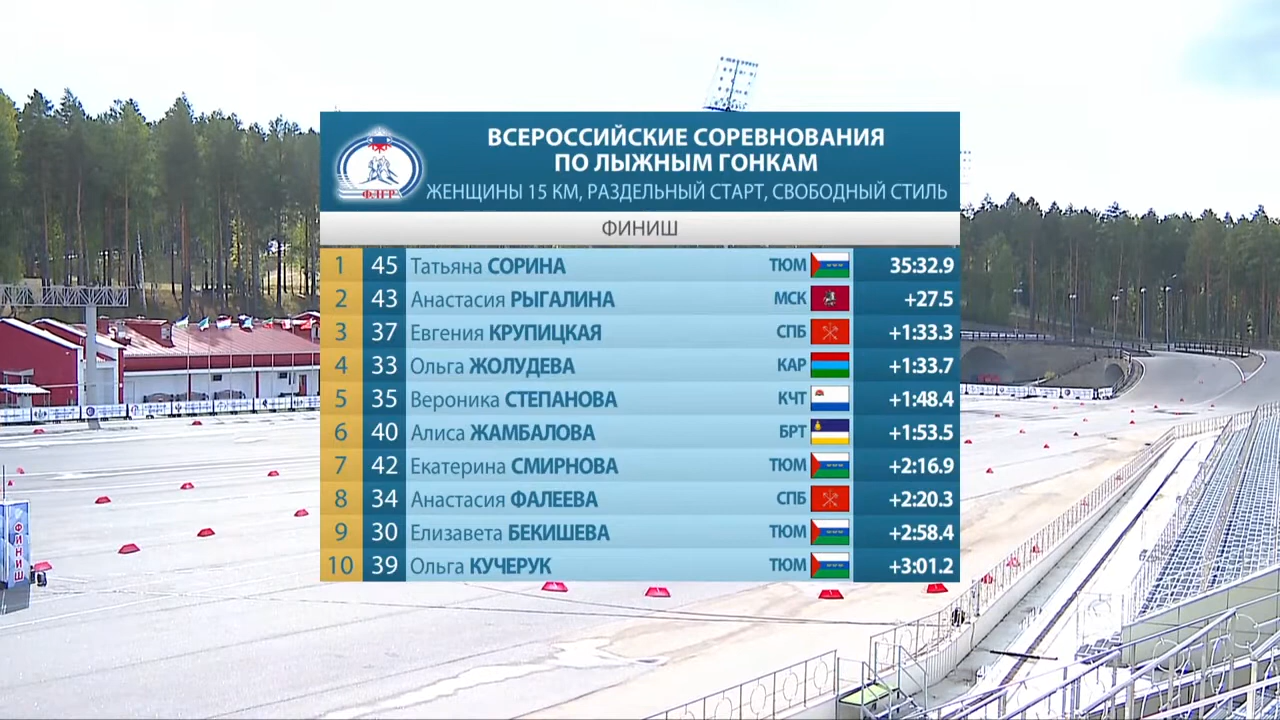 ВСЕРОССИЙСКИЕ СОРЕВНОВАНИЯ
ПО ЛЫЖНЫМ ГОНКАМ
ЖЕНЩИНЫ 15 КМ, РАЗДЕЛЬНЫЙ СТАРТ, СВОБОДНЫЙ СТИЛЬ
ФЛГР
ФИНИШ
1 45 Татьяна СОРИНА ТЮМ 35:32.9
2 43 Анастасия РЫГАЛИНА МСК +27.5
3 37 Евгения КРУПИЦКАЯ СПБ +1:33.3
4 33 Ольга ЖОЛУДЕВА КАР +1:33.7
5 35 Вероника СТЕПАНОВА КЧТ +1:48.4
6 40 Алиса ЖАМБАЛОВА БРТ +1:53.5
7 42 Екатерина СМИРНОВА ТЮМ +2:16.9
8 34 Анастасия ФАЛЕЕВА СПБ +2:20.3
9 30 Елизавета БЕКИШЕВА ТЮМ +2:58.4
10 39 Ольга КУЧЕРУК ТЮМ +3:01.2
ФИНИШ